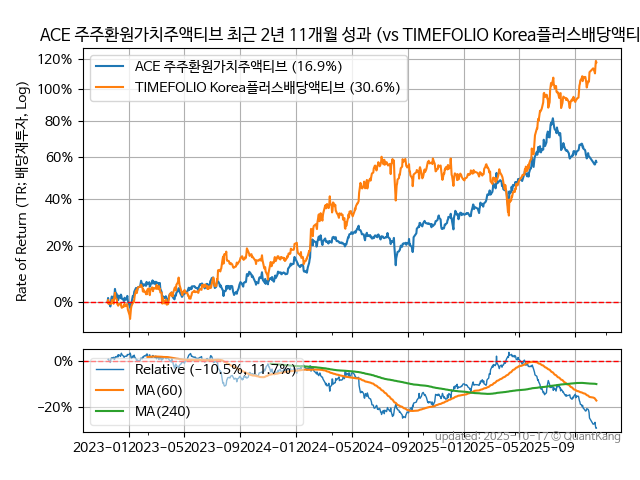 ACE 주주환원가치주액티브 최근 2년 11개월 성과 (vs TIMEFOLIO Korea플러스배당액티
Rate of Return (TR: 배당재투자, Log)
120%
100%
80%
60%
40%
20%
0%
ACE 주주환원가치주액티브 (16.9%)
TIMEFOLIO Korea플러스배당액티브 (30.6%)
0%
−20%
Relative (−10.5%, 11.7%)
MA(60)
MA(240)
2023-01 2023-05 2023-09 2024-01 2024-05 2024-09 2025-01 2025-05 2025-09
updated: 2025-10-17 © QuantKang